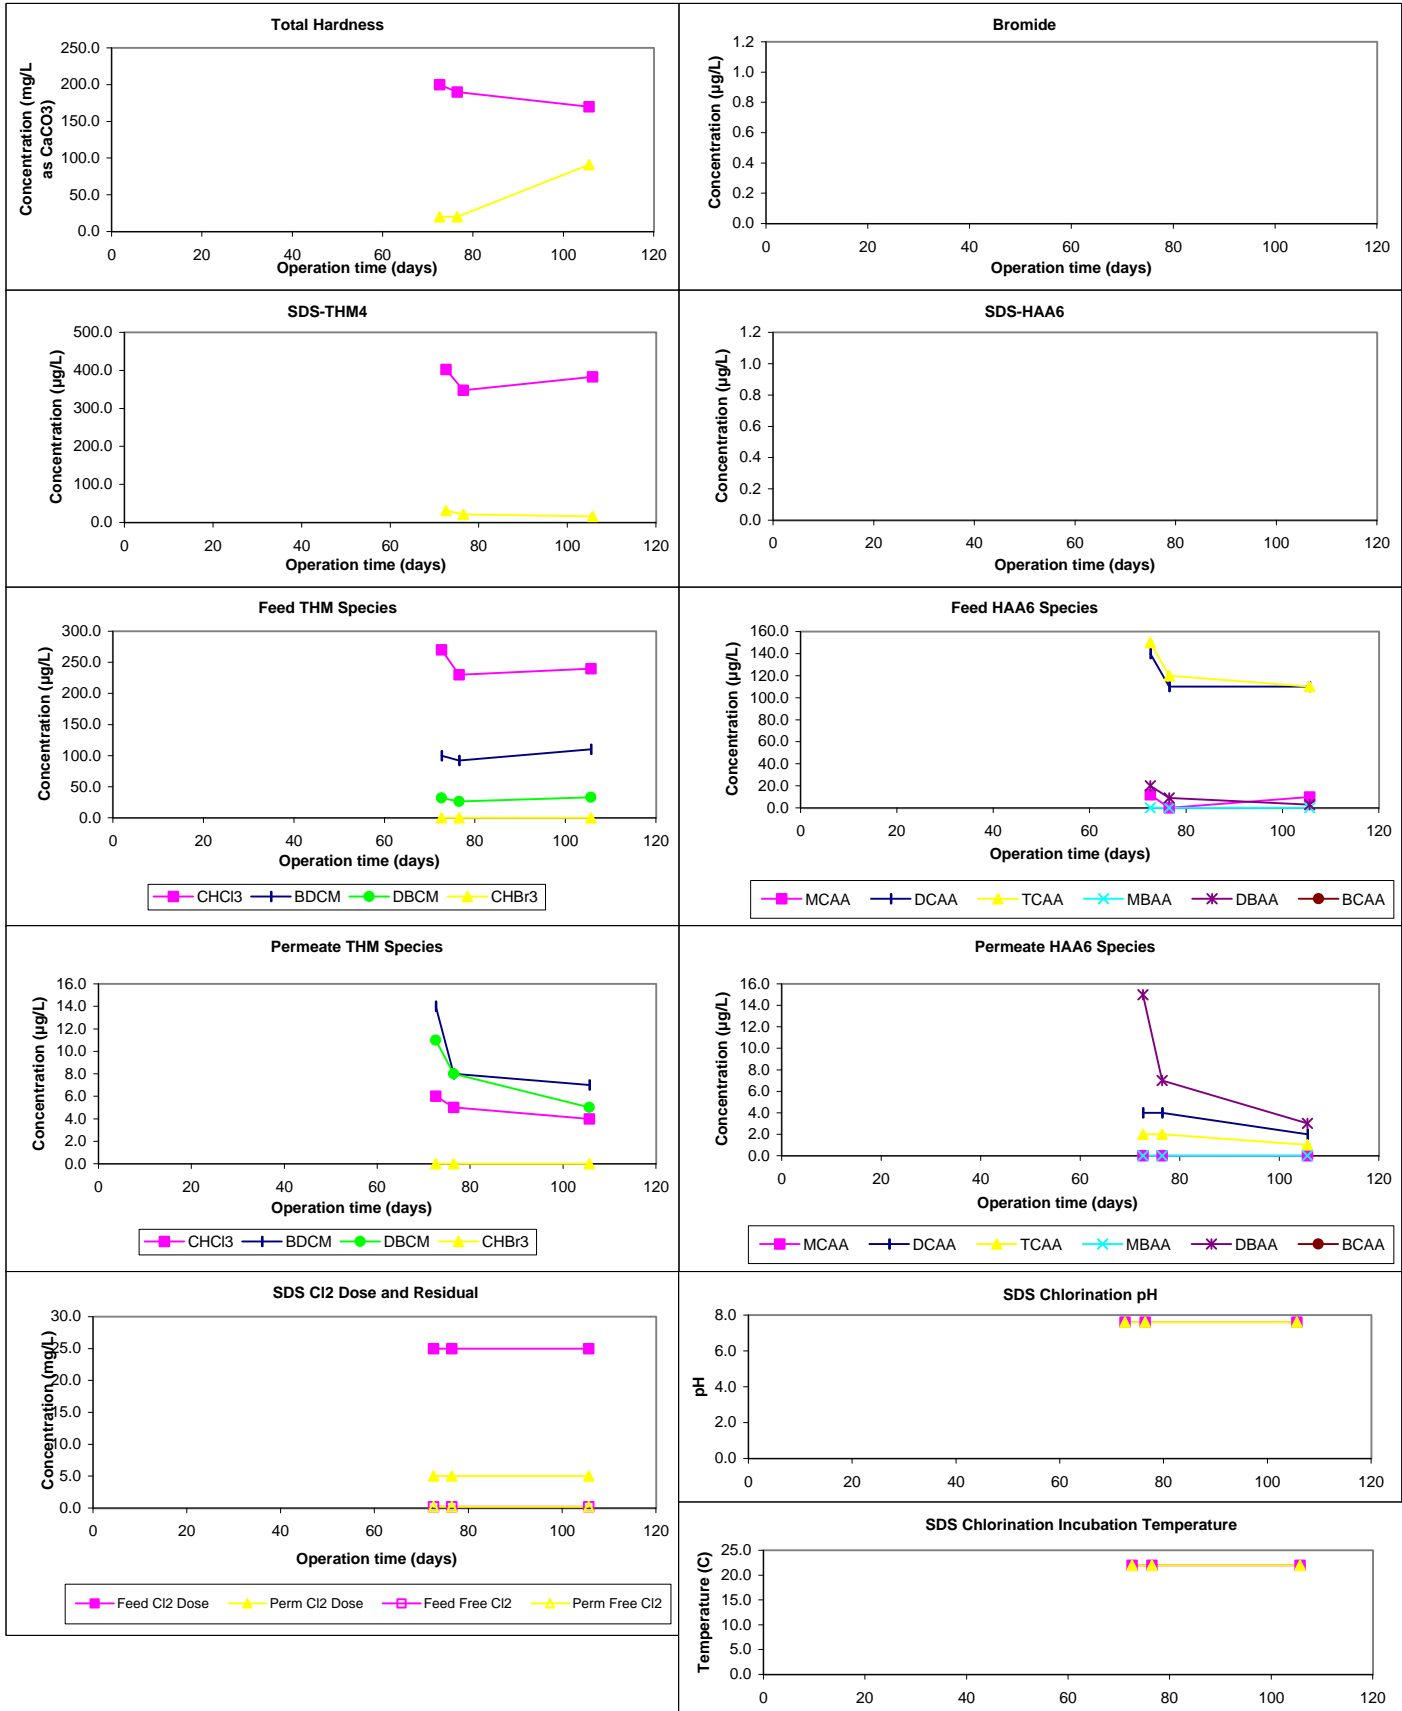 Total Hardness
Concentration (mg/L
as CaCO3)
250.0
200.0
150.0
100.0
50.0
0.0
0 20 40 60 80 100 120
Operation time (days)
Bromide
Concentration (µg/L)
1.2
1.0
0.8
0.6
0.4
0.2
0.0
0 20 40 60 80 100 120
Operation time (days)
SDS-THM4
Concentration (µg/L)
500.0
400.0
300.0
200.0
100.0
0.0
0 20 40 60 80 100 120
Operation time (days)
SDS-HAA6
Concentration (µg/L)
1.2
1.0
0.8
0.6
0.4
0.2
0.0
0 20 40 60 80 100 120
Operation time (days)
Feed THM Species
Concentration (µg/L)
300.0
250.0
200.0
150.0
100.0
50.0
0.0
0 20 40 60 80 100 120
Operation time (days)
CHCl3 BDCM DBCM CHBr3
Feed HAA6 Species
Concentration (µg/L)
160.0
140.0
120.0
100.0
80.0
60.0
40.0
20.0
0.0
0 20 40 60 80 100 120
Operation time (days)
MCAA DCAA TCAA MBAA DBAA BCAA
Permeate THM Species
Concentration (µg/L)
16.0
14.0
12.0
10.0
8.0
6.0
4.0
2.0
0.0
0 20 40 60 80 100 120
Operation time (days)
CHCl3 BDCM DBCM CHBr3
Permeate HAA6 Species
Concentration (µg/L)
16.0
14.0
12.0
10.0
8.0
6.0
4.0
2.0
0.0
0 20 40 60 80 100 120
Operation time (days)
MCAA DCAA TCAA MBAA DBAA BCAA
SDS Cl2 Dose and Residual
Concentration (mg/L)
30.0
25.0
20.0
15.0
10.0
5.0
0.0
0 20 40 60 80 100 120
Operation time (days)
Feed Cl2 Dose Perm Cl2 Dose Feed Free Cl2 Perm Free Cl2
SDS Chlorination pH
pH
8.0
6.0
4.0
2.0
0.0
0 20 40 60 80 100 120
SDS Chlorination Incubation Temperature
Temperature (C)
25.0
20.0
15.0
10.0
5.0
0.0
0 20 40 60 80 100 120